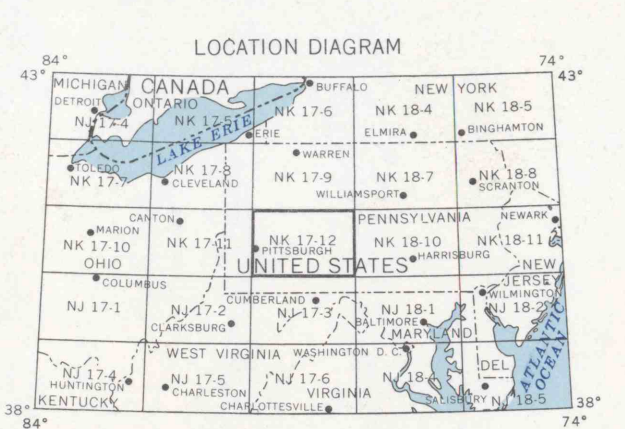 LOCATION DIAGRAM
84°
74°
43°
43°
MICHIGAN
CANADA
BUFFALO
NEW YORK
DETROIT
ONTARIO
NJ 17-4
NK 17-5
NK 17-6
NK 18-4
NK 18-5
LAKE ERIE
ERIE
ELMIRA
BINGHAMTON
WARREN
TOLEDO
NK 17-7
NK 17-8
CLEVELAND
NK 17-9
NK 18-7
NK 18-8
SCRANTON
WILLIAMSPORT
CANTON
PENNSYLVANIA
NEWARK
MARION
NK 17-10
NK 17-11
NK 17-12
PITTSBURGH
NK 18-10
NK 18-11
OHIO
UNITED STATES
HARRISBURG
NEW
JERSEY
COLUMBUS
WILMINGTON
NJ 17-1
NJ 17-2
CUMBERLAND
NJ 17-3
NJ 18-1
NJ 18-2
CLARKSBURG
BALTIMORE
MARYLAND
ATLANTIC
OCEAN
WEST VIRGINIA
WASHINGTON D. C.
DEL
NJ 17-4
HUNTINGTON
NJ 17-5
CHARLESTON
NJ 17-6
VIRGINIA
NJ 18-4
SALISBURY
NJ 18-5
KENTUCKY
CHARLOTTESVILLE
38°
38°
84°
74°